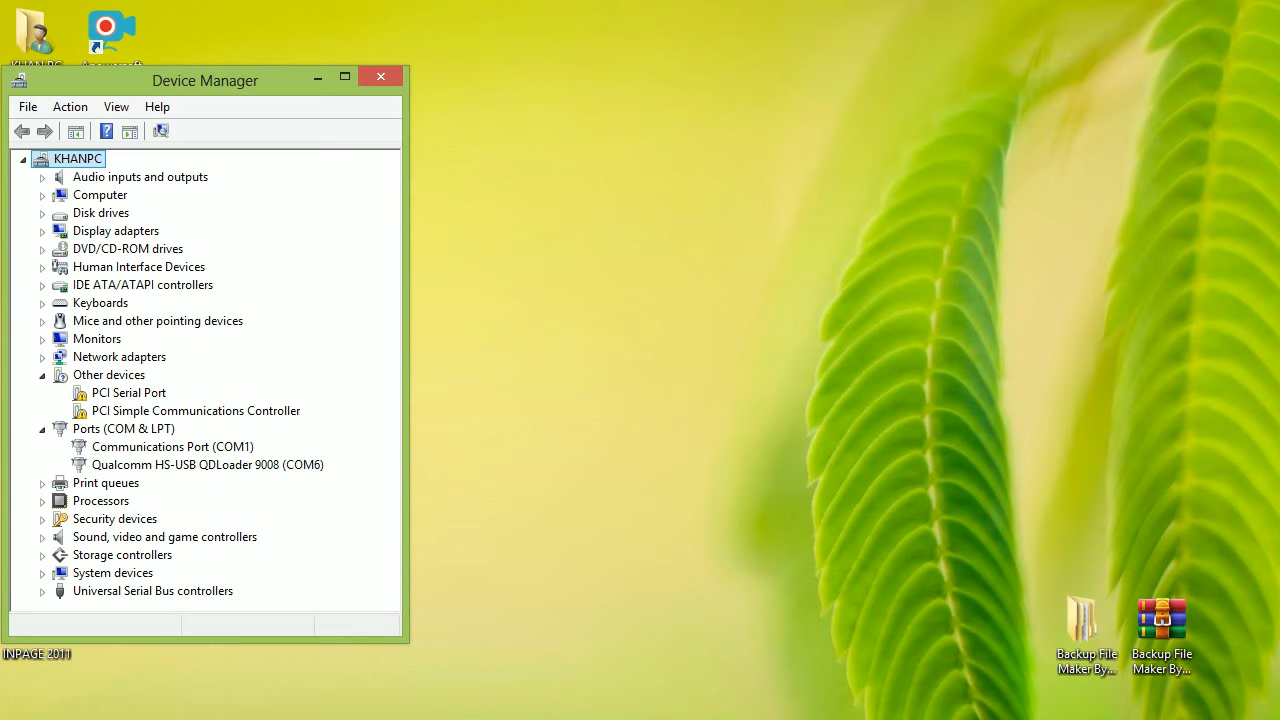 Device Manager
File Action View Help
KHANPC
Audio inputs and outputs
Computer
Disk drives
Display adapters
DVD/CD-ROM drives
Human Interface Devices
IDE ATA/ATAPI controllers
Keyboards
Mice and other pointing devices
Monitors
Network adapters
Other devices
PCI Serial Port
PCI Simple Communications Controller
Ports (COM & LPT)
Communications Port (COM1)
Qualcomm HS-USB QDLoader 9008 (COM6)
Print queues
Processors
Security devices
Sound, video and game controllers
Storage controllers
System devices
Universal Serial Bus controllers
INPAGE 2011
Backup File
Maker By...
Backup File
Maker By...